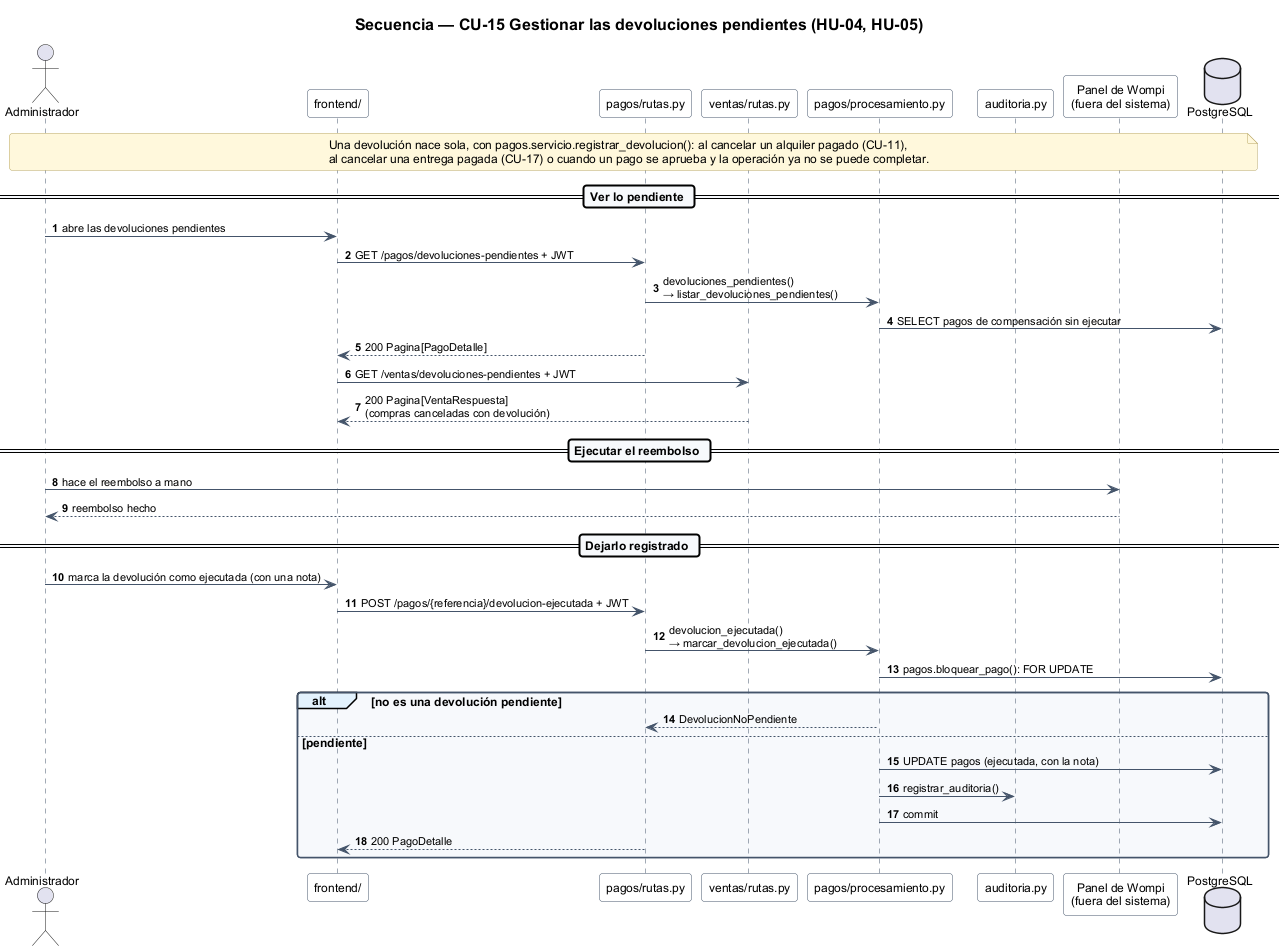 Secuencia — CU-15 Gestionar las devoluciones pendientes (HU-04, HU-05)
Administrador
frontend/
pagos/rutas.py
ventas/rutas.py
pagos/procesamiento.py
auditoria.py
Panel de Wompi
(fuera del sistema)
PostgreSQL
Una devolución nace sola, con pagos.servicio.registrar_devolucion(): al cancelar un alquiler pagado (CU-11),
al cancelar una entrega pagada (CU-17) o cuando un pago se aprueba y la operación ya no se puede completar.
Ver lo pendiente
1 abre las devoluciones pendientes
2 GET /pagos/devoluciones-pendientes + JWT
3 devoluciones_pendientes()
→ listar_devoluciones_pendientes()
4 SELECT pagos de compensación sin ejecutar
5 200 Pagina[PagoDetalle]
6 GET /ventas/devoluciones-pendientes + JWT
7 200 Pagina[VentaRespuesta]
(compras canceladas con devolución)
Ejecutar el reembolso
8 hace el reembolso a mano
9 reembolso hecho
Dejarlo registrado
10 marca la devolución como ejecutada (con una nota)
11 POST /pagos/{referencia}/devolucion-ejecutada + JWT
12 devolucion_ejecutada()
→ marcar_devolucion_ejecutada()
13 pagos.bloquear_pago(): FOR UPDATE
alt [no es una devolución pendiente]
14 DevolucionNoPendiente
[pendiente]
15 UPDATE pagos (ejecutada, con la nota)
16 registrar_auditoria()
17 commit
18 200 PagoDetalle
Administrador
frontend/
pagos/rutas.py
ventas/rutas.py
pagos/procesamiento.py
auditoria.py
Panel de Wompi
(fuera del sistema)
PostgreSQL